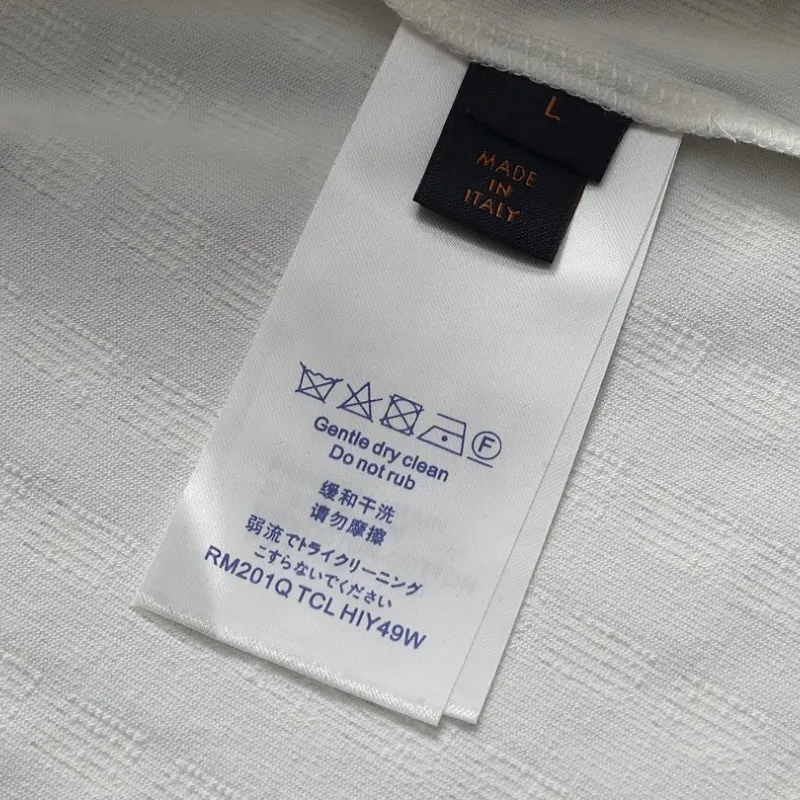 L
MADE
IN
ITALY
F
Gentle dry clean
Do not rub
缓和干洗
请勿摩擦
弱流でドライクリーニング
こすらないでください
RM201Q TCL HIY49W